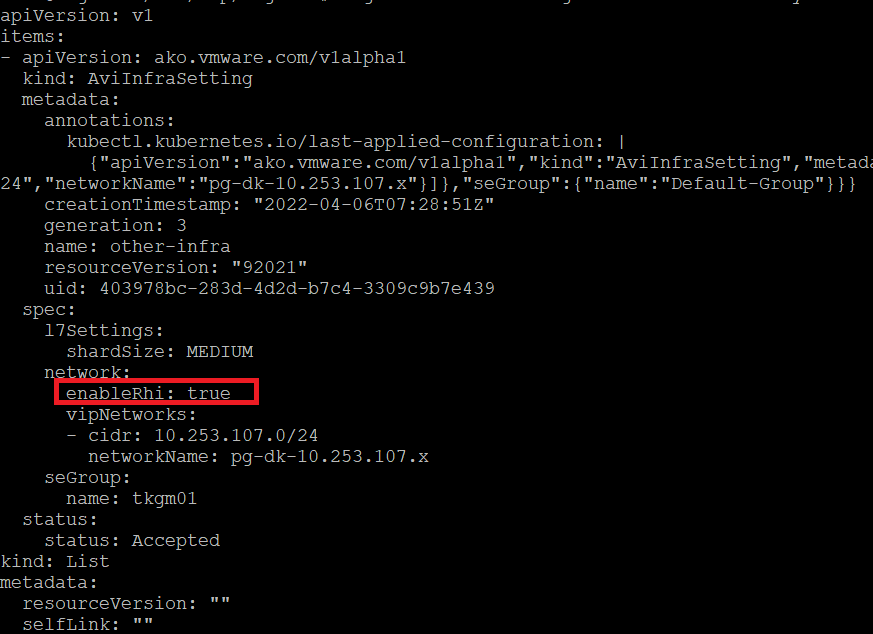 apiVersion: v1
items:
- apiVersion: ako.vmware.com/v1alpha1
  kind: AviInfraSetting
  metadata:
    annotations:
      kubectl.kubernetes.io/last-applied-configuration: |
        {"apiVersion":"ako.vmware.com/v1alpha1","kind":"AviInfraSetting","metada
24","networkName":"pg-dk-10.253.107.x"}]},"seGroup":{"name":"Default-Group"}}}
    creationTimestamp: "2022-04-06T07:28:51Z"
    generation: 3
    name: other-infra
    resourceVersion: "92021"
    uid: 403978bc-283d-4d2d-b7c4-3309c9b7e439
  spec:
    l7Settings:
      shardSize: MEDIUM
    network:
      enableRhi: true
      vipNetworks:
      - cidr: 10.253.107.0/24
        networkName: pg-dk-10.253.107.x
    seGroup:
      name: tkgm01
  status:
    status: Accepted
kind: List
metadata:
  resourceVersion: ""
  selfLink: ""